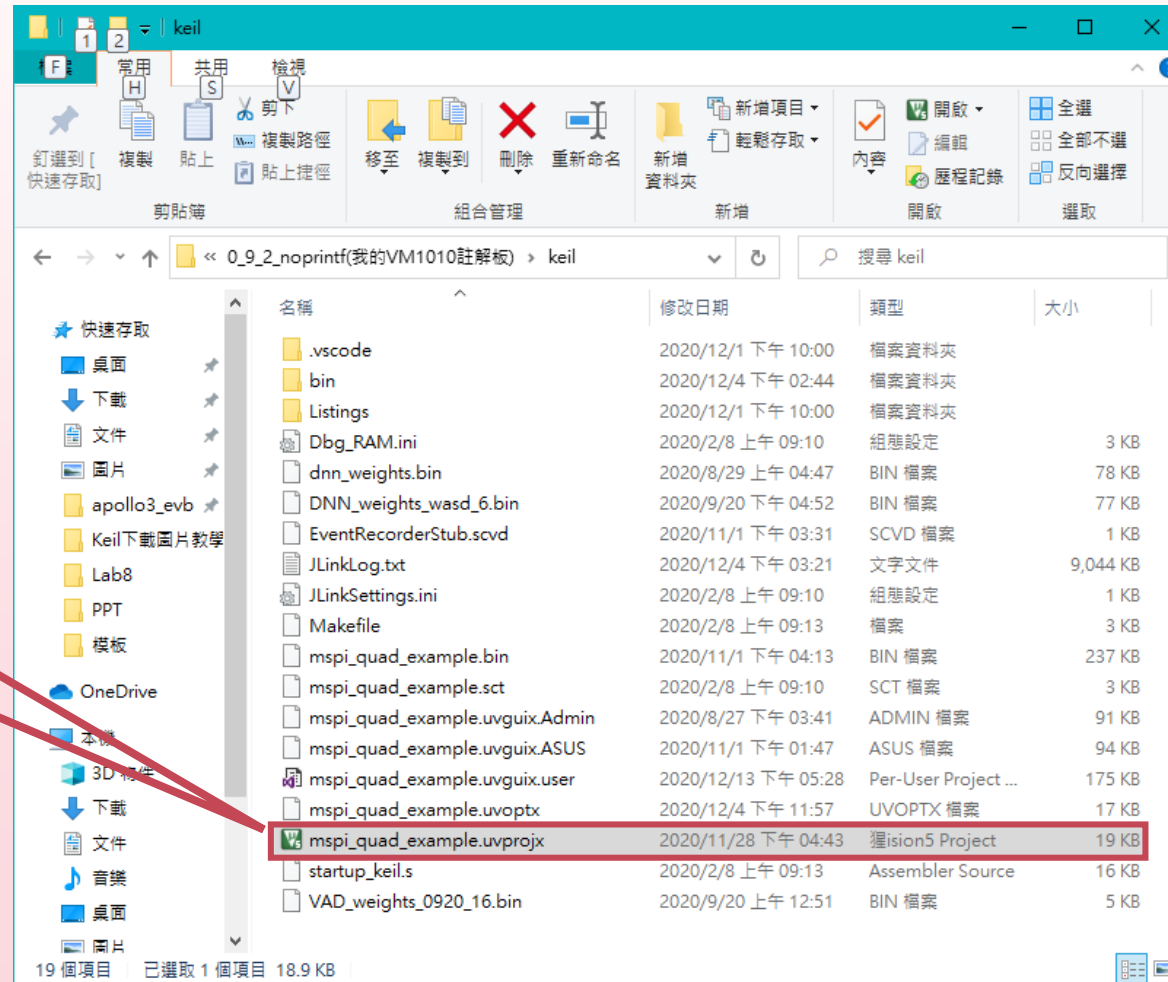 keil
1 2
檔案 常用 共用 檢視
F H S V
釘選到 [
快速存取]
複製
貼上
剪下
複製路徑
貼上捷徑
移至
複製到
刪除
重新命名
新增
資料夾
新增項目
輕鬆存取
內容
開啟
編輯
歷程記錄
全選
全部不選
反向選擇
剪貼簿 組合管理 新增 開啟 選取
« 0_9_2_noprintf(我的VM1010註解板) › keil
搜尋 keil
快速存取
桌面
下載
文件
圖片
apollo3_evb
Keil下載圖片教學
Lab8
PPT
模板
OneDrive
本機
3D 物件
下載
文件
音樂
桌面
圖片
名稱 修改日期 類型 大小
.vscode 2020/12/1 下午 10:00 檔案資料夾
bin 2020/12/4 下午 02:44 檔案資料夾
Listings 2020/12/1 下午 10:00 檔案資料夾
Dbg_RAM.ini 2020/2/8 上午 09:10 組態設定 3 KB
dnn_weights.bin 2020/8/29 上午 04:47 BIN 檔案 78 KB
DNN_weights_wasd_6.bin 2020/9/20 上午 04:52 BIN 檔案 77 KB
EventRecorderStub.scvd 2020/11/1 下午 03:31 SCVD 檔案 1 KB
JLinkLog.txt 2020/12/4 下午 03:21 文字文件 9,044 KB
JLinkSettings.ini 2020/2/8 上午 09:10 組態設定 1 KB
Makefile 2020/2/8 上午 09:13 檔案 3 KB
mspi_quad_example.bin 2020/11/1 下午 04:13 BIN 檔案 237 KB
mspi_quad_example.sct 2020/2/8 上午 09:10 SCT 檔案 3 KB
mspi_quad_example.uvguix.Admin 2020/8/27 下午 03:41 ADMIN 檔案 91 KB
mspi_quad_example.uvguix.ASUS 2020/11/1 下午 01:47 ASUS 檔案 94 KB
mspi_quad_example.uvguix.user 2020/12/13 下午 05:28 Per-User Project ... 175 KB
mspi_quad_example.uvoptx 2020/12/4 下午 11:57 UVOPTX 檔案 17 KB
mspi_quad_example.uvprojx 2020/11/28 下午 04:43 猩ision5 Project 19 KB
startup_keil.s 2020/2/8 上午 09:13 Assembler Source 16 KB
VAD_weights_0920_16.bin 2020/9/20 上午 12:51 BIN 檔案 5 KB
19 個項目 已選取 1 個項目 18.9 KB